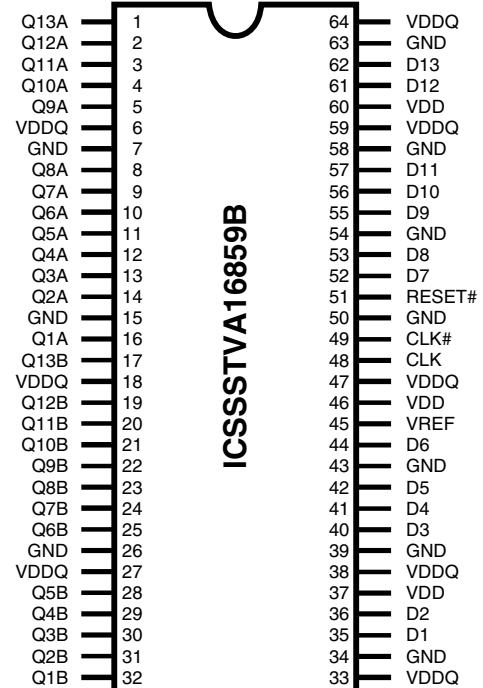 Q13A 1 64 VDDQ
Q12A 2 63 GND
Q11A 3 62 D13
Q10A 4 61 D12
Q9A 5 60 VDD
VDDQ 6 59 VDDQ
GND 7 58 GND
Q8A 8 57 D11
Q7A 9 56 D10
Q6A 10 55 D9
Q5A 11 54 GND
Q4A 12 53 D8
Q3A 13 52 D7
Q2A 14 51 RESET#
GND 15 50 GND
Q1A 16 49 CLK#
Q13B 17 48 CLK
VDDQ 18 47 VDDQ
Q12B 19 46 VDD
Q11B 20 45 VREF
Q10B 21 44 D6
Q9B 22 43 GND
Q8B 23 42 D5
Q7B 24 41 D4
Q6B 25 40 D3
GND 26 39 GND
VDDQ 27 38 VDDQ
Q5B 28 37 VDD
Q4B 29 36 D2
Q3B 30 35 D1
Q2B 31 34 GND
Q1B 32 33 VDDQ
ICSSSTVA16859B